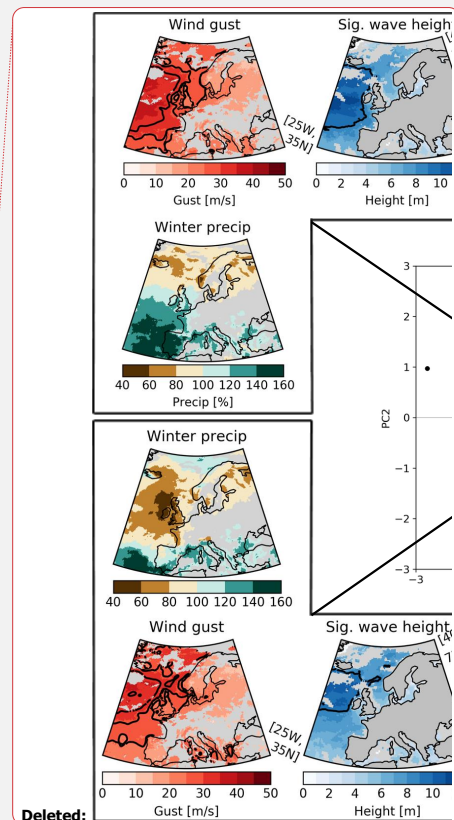 Wind gust
Sig. wave height
[25W,
35N]
0 10 20 30 40 50
Gust [m/s]
0 2 4 6 8 10
Height [m]
Winter precip
40 60 80 100 120 160
Precip [%]
3
2
1
0
−1
−2
−3
PC2
−3
Winter precip
40 60 80 100 120 160
Wind gust
Sig. wave height
[25W,
35N]
0 10 20 30 40 50
Gust [m/s]
0 2 4 6 8 10
Height [m]
Deleted: